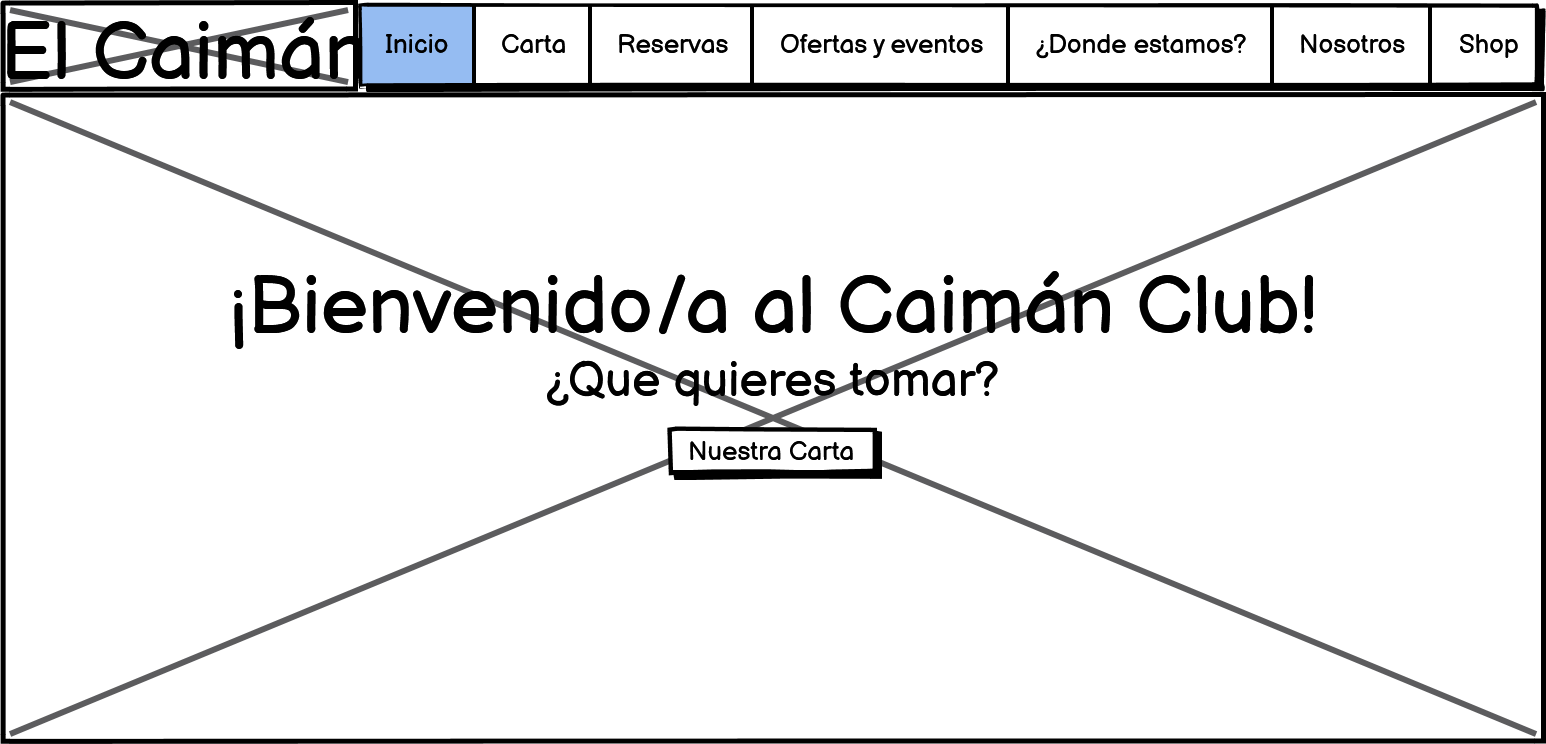 El Caimán
Inicio Carta Reservas Ofertas y eventos ¿Donde estamos? Nosotros Shop
¡Bienvenido/a al Caimán Club!
¿Que quieres tomar?
Nuestra Carta